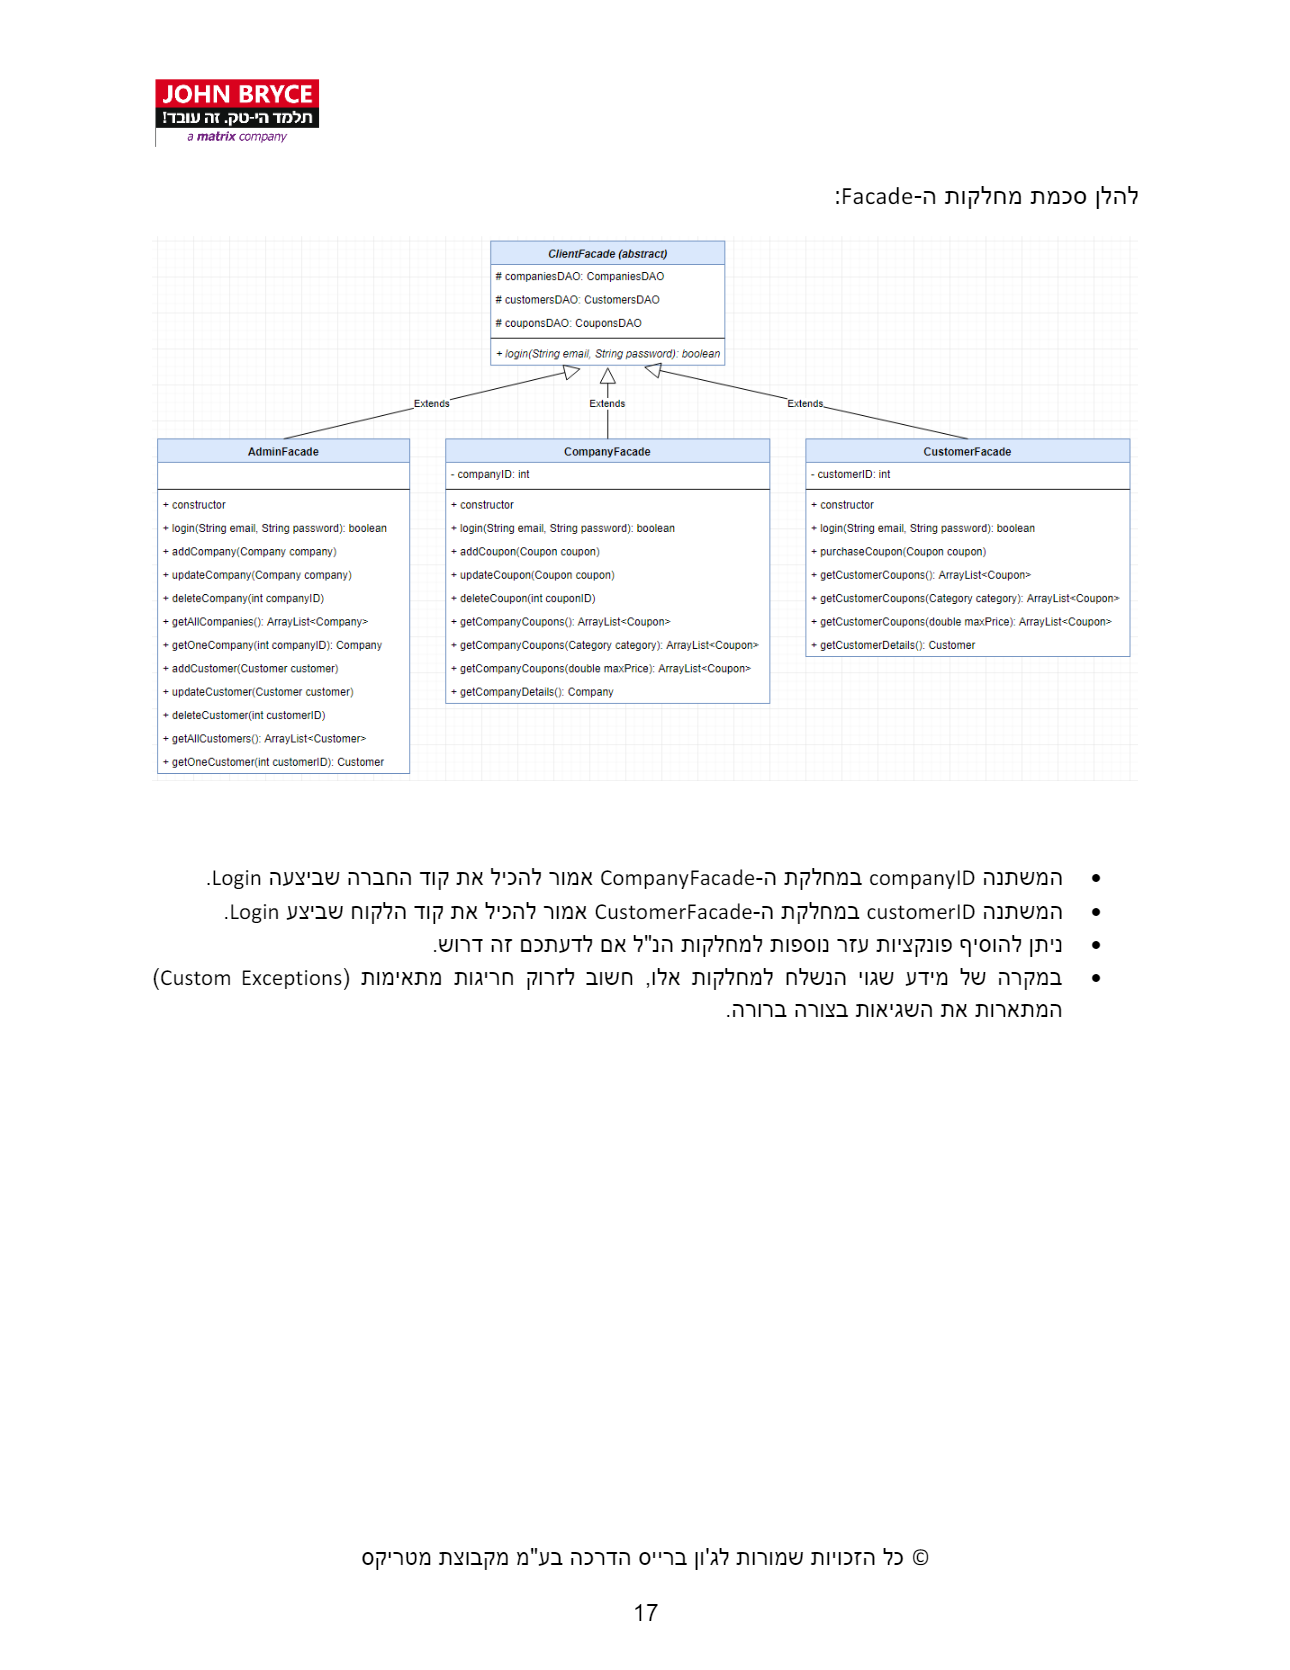 JOHN BRYCE
תלמד הי-טק. זה עובד!
a matrix company
להלן סכמת מחלקות ה-Facade:
ClientFacade (abstract)
# companiesDAO: CompaniesDAO
# customersDAO: CustomersDAO
# couponsDAO: CouponsDAO
+ login(String email, String password): boolean
Extends
Extends
Extends
AdminFacade
+ constructor
+ login(String email, String password): boolean
+ addCompany(Company company)
+ updateCompany(Company company)
+ deleteCompany(int companyID)
+ getAllCompanies(): ArrayList<Company>
+ getOneCompany(int companyID): Company
+ addCustomer(Customer customer)
+ updateCustomer(Customer customer)
+ deleteCustomer(int customerID)
+ getAllCustomers(): ArrayList<Customer>
+ getOneCustomer(int customerID): Customer
CompanyFacade
- companyID: int
+ constructor
+ login(String email, String password): boolean
+ addCoupon(Coupon coupon)
+ updateCoupon(Coupon coupon)
+ deleteCoupon(int couponID)
+ getCompanyCoupons(): ArrayList<Coupon>
+ getCompanyCoupons(Category category): ArrayList<Coupon>
+ getCompanyCoupons(double maxPrice): ArrayList<Coupon>
+ getCompanyDetails(): Company
CustomerFacade
- customerID: int
+ constructor
+ login(String email, String password): boolean
+ purchaseCoupon(Coupon coupon)
+ getCustomerCoupons(): ArrayList<Coupon>
+ getCustomerCoupons(Category category): ArrayList<Coupon>
+ getCustomerCoupons(double maxPrice): ArrayList<Coupon>
+ getCustomerDetails(): Customer
• המשתנה companyID במחלקת ה-CompanyFacade אמור להכיל את קוד החברה שביצעה Login.
• המשתנה customerID במחלקת ה-CustomerFacade אמור להכיל את קוד הלקוח שביצע Login.
• ניתן להוסיף פונקציות עזר נוספות למחלקות הנ"ל אם לדעתכם זה דרוש.
• במקרה של מידע שגוי הנשלח למחלקות אלו, חשוב לזרוק חריגות מתאימות (Custom Exceptions)
המתארות את השגיאות בצורה ברורה.
© כל הזכויות שמורות לג'ון ברייס הדרכה בע"מ מקבוצת מטריקס
17